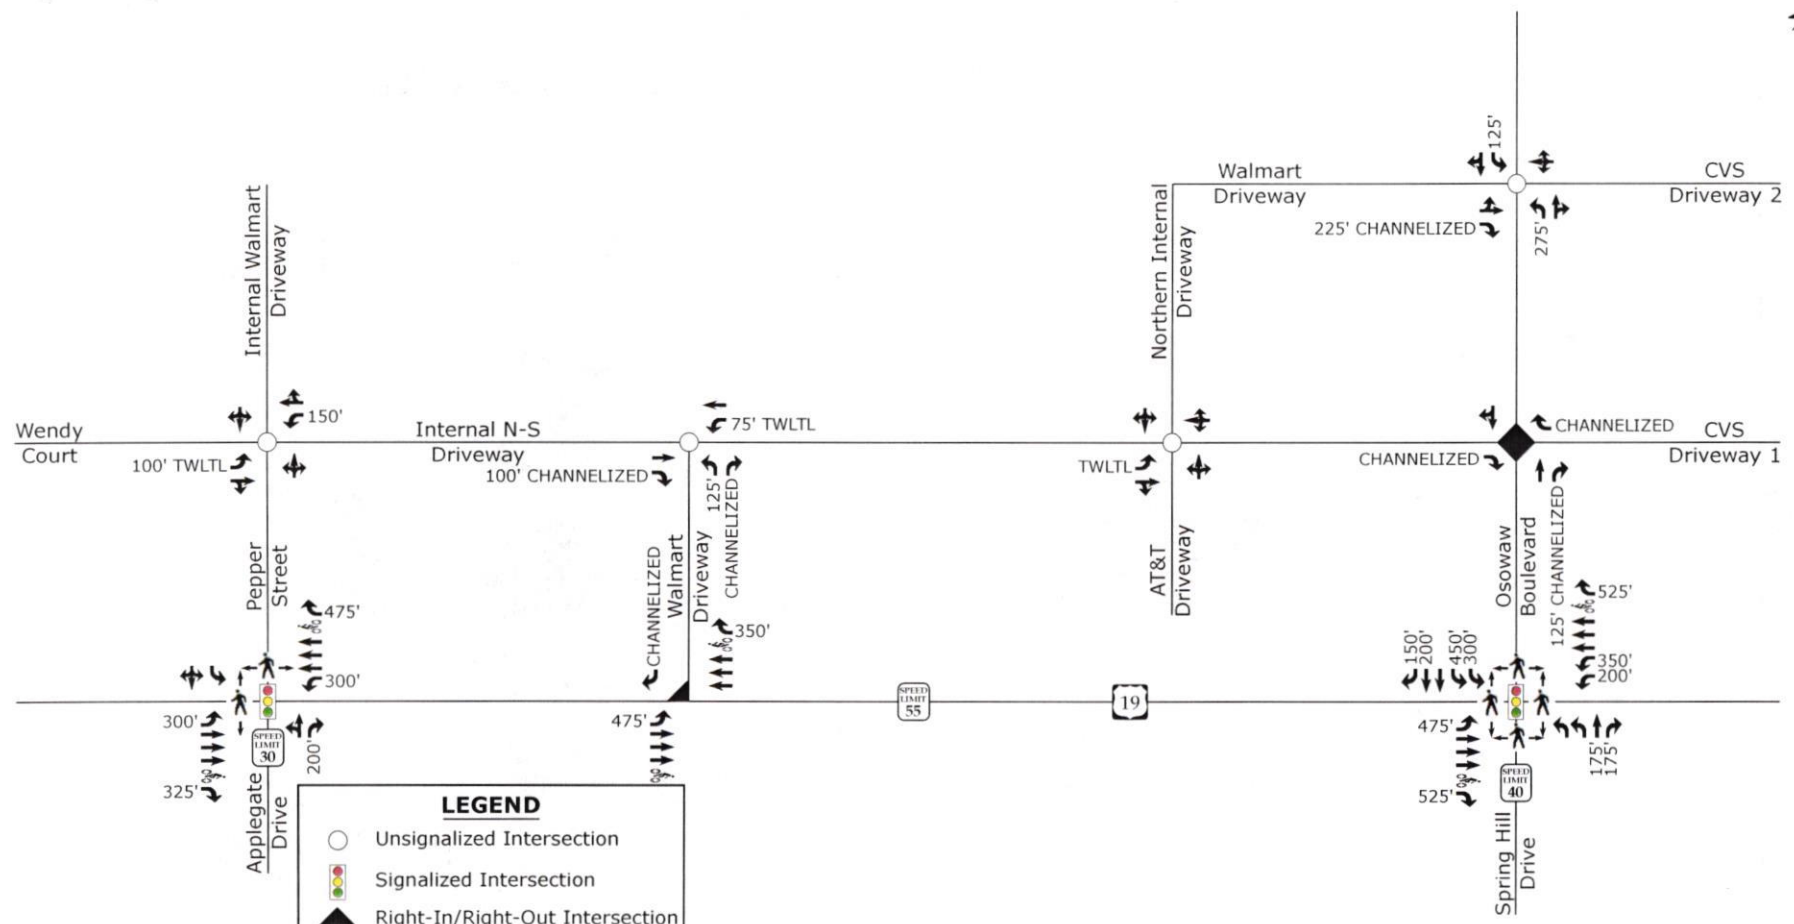 125'
Walmart
Driveway
CVS
Driveway 2
225' CHANNELIZED
275'
Internal Walmart
Driveway
Northern Internal
Driveway
Wendy
Court
150'
100' TWLTL
Internal N-S
Driveway
75' TWLTL
100' CHANNELIZED
125'
CHANNELIZED
TWLTL
CHANNELIZED
CHANNELIZED
CVS
Driveway 1
Pepper
Street
CHANNELIZED
Walmart
Driveway
AT&T
Driveway
Osowaw
Boulevard
125' CHANNELIZED
475'
300'
350'
525'
350'
200'
150'
200'
450'
300'
300'
325'
SPEED
LIMIT
30
200'
475'
SPEED
LIMIT
55
19
475'
525'
175'
175'
SPEED
LIMIT
40
Applegate
Drive
Spring Hill
Drive
LEGEND
Unsignalized Intersection
Signalized Intersection
Right-In/Right-Out Intersection